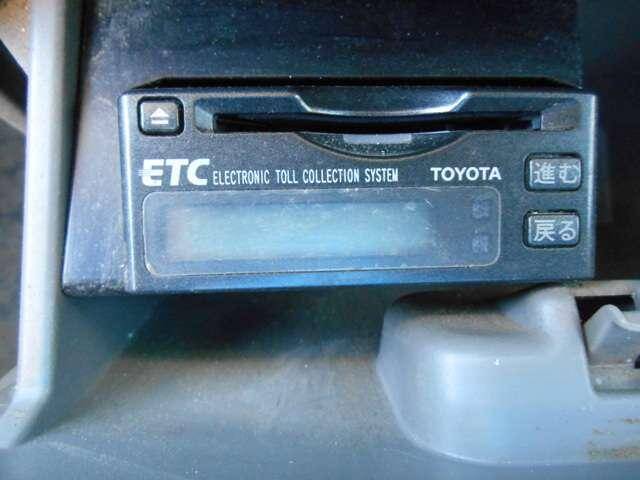 ETC ELECTRONIC TOLL COLLECTION SYSTEM TOYOTA
進む
戻る